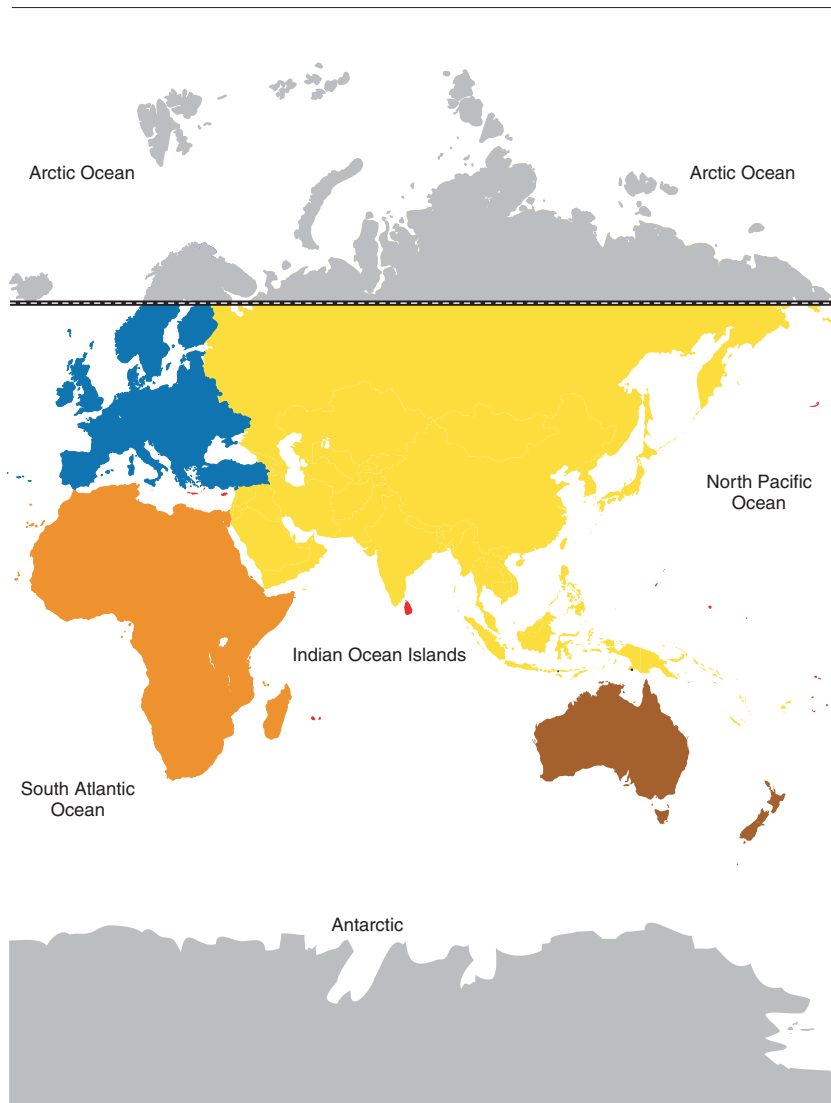 Arctic Ocean
Arctic Ocean
North Pacific
Ocean
Indian Ocean Islands
South Atlantic
Ocean
Antarctic